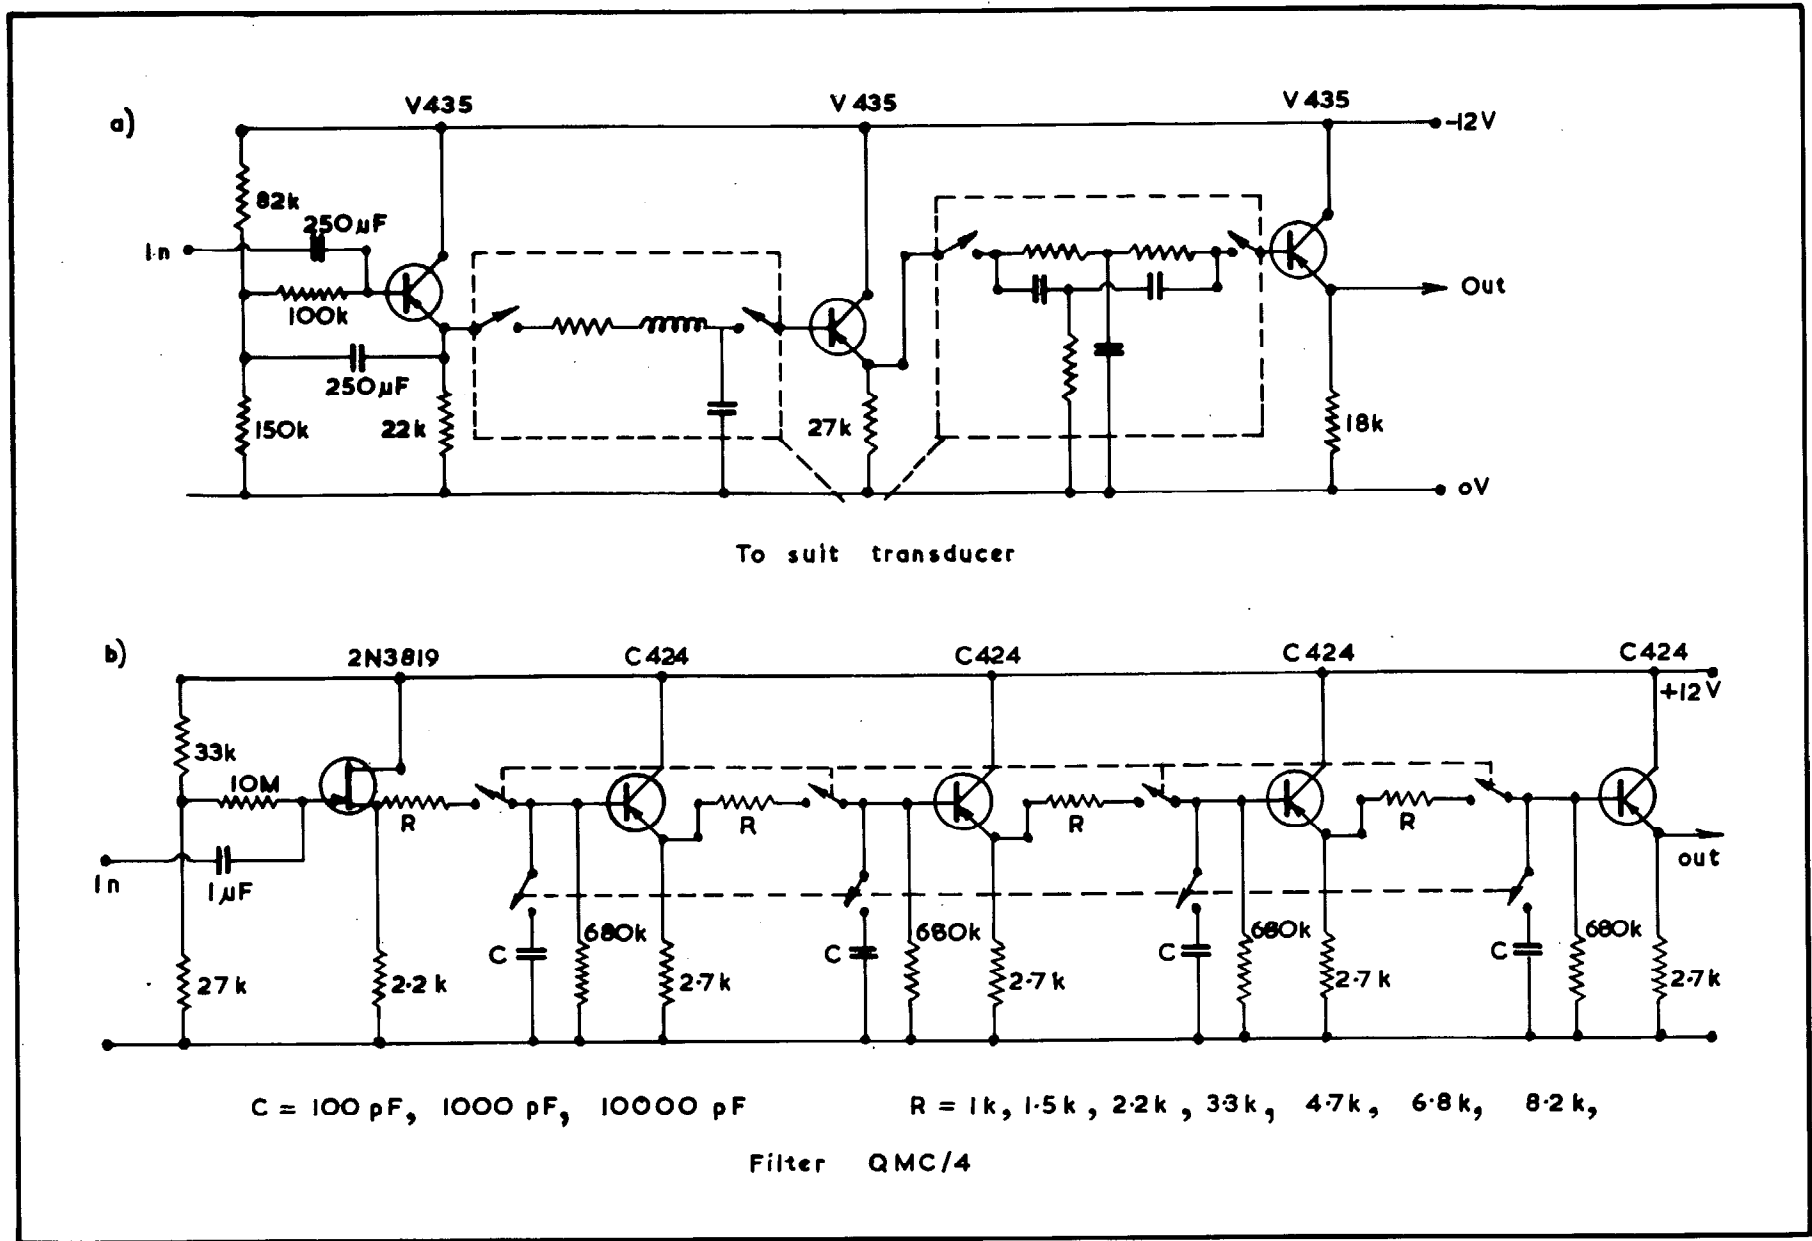 a)
V435
V435
V435
-12V
82k
250µF
In
100k
Out
250µF
150k
22k
27k
18k
0V
To suit transducer
b)
2N3819
C424
C424
C424
C424
+12V
33k
10M
R
R
R
R
In
1µF
out
680k
680k
680k
680k
C
C
C
C
27k
2.2k
2.7k
2.7k
2.7k
2.7k
C = 100 pF, 1000 pF, 10000 pF
R = 1k, 1.5k, 2.2k, 3.3k, 4.7k, 6.8k, 8.2k,
Filter QMC/4